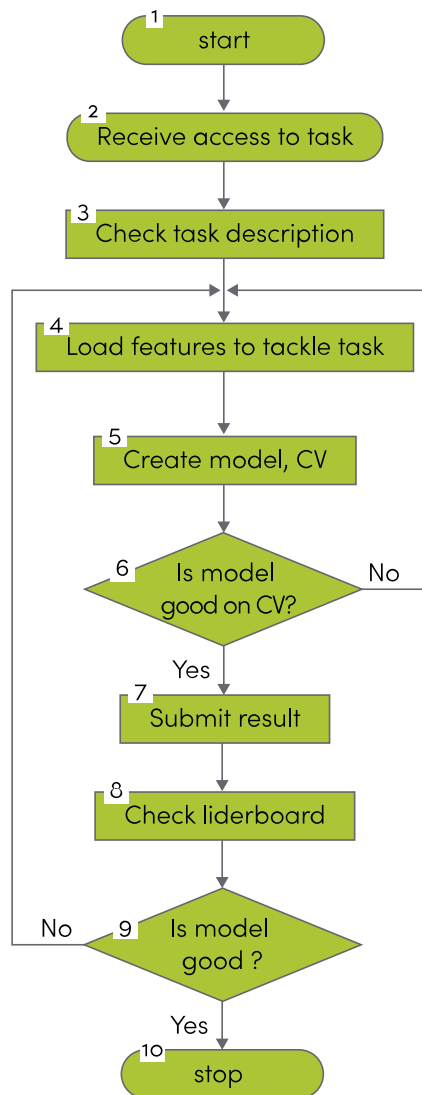 1
start
2
Receive access to task
3
Check task description
4
Load features to tackle task
5
Create model, CV
6
Is model
good on CV?
No
Yes
7
Submit result
8
Check liderboard
9
Is model
good ?
No
Yes
10
stop